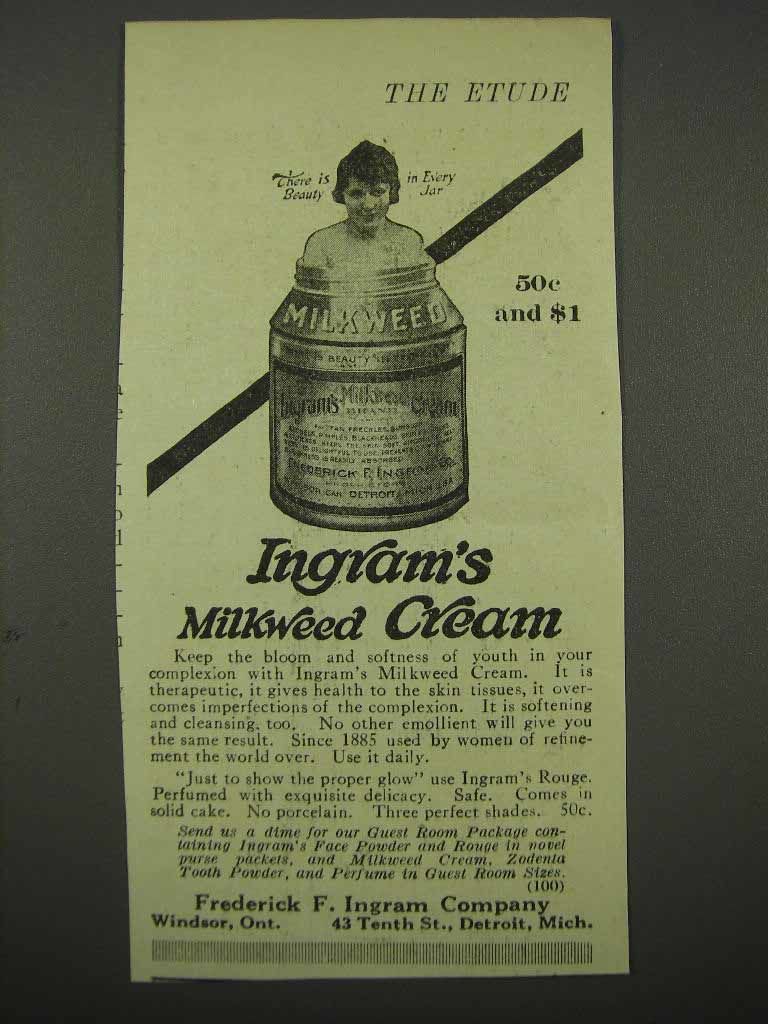 THE ETUDE
There is in Every
Beauty Jar
50c
and $1
MILKWEED
Ingram's Milkweed Cream
BRAND
FREDERICK F. INGRAM CO.
DETROIT, MICH. USA
Ingram's
Milkweed Cream
Keep the bloom and softness of youth in your
complexion with Ingram's Milkweed Cream. It is
therapeutic, it gives health to the skin tissues, it over-
comes imperfections of the complexion. It is softening
and cleansing, too. No other emollient will give you
the same result. Since 1885 used by women of refine-
ment the world over. Use it daily.
"Just to show the proper glow" use Ingram's Rouge.
Perfumed with exquisite delicacy. Safe. Comes in
solid cake. No porcelain. Three perfect shades. 50c.
Send us a dime for our Guest Room Package con-
taining Ingram's Face Powder and Rouge in novel
purse packets, and Milkweed Cream, Zodenta
Tooth Powder, and Perfume in Guest Room Sizes.
(100)
Frederick F. Ingram Company
Windsor, Ont. 43 Tenth St., Detroit, Mich.